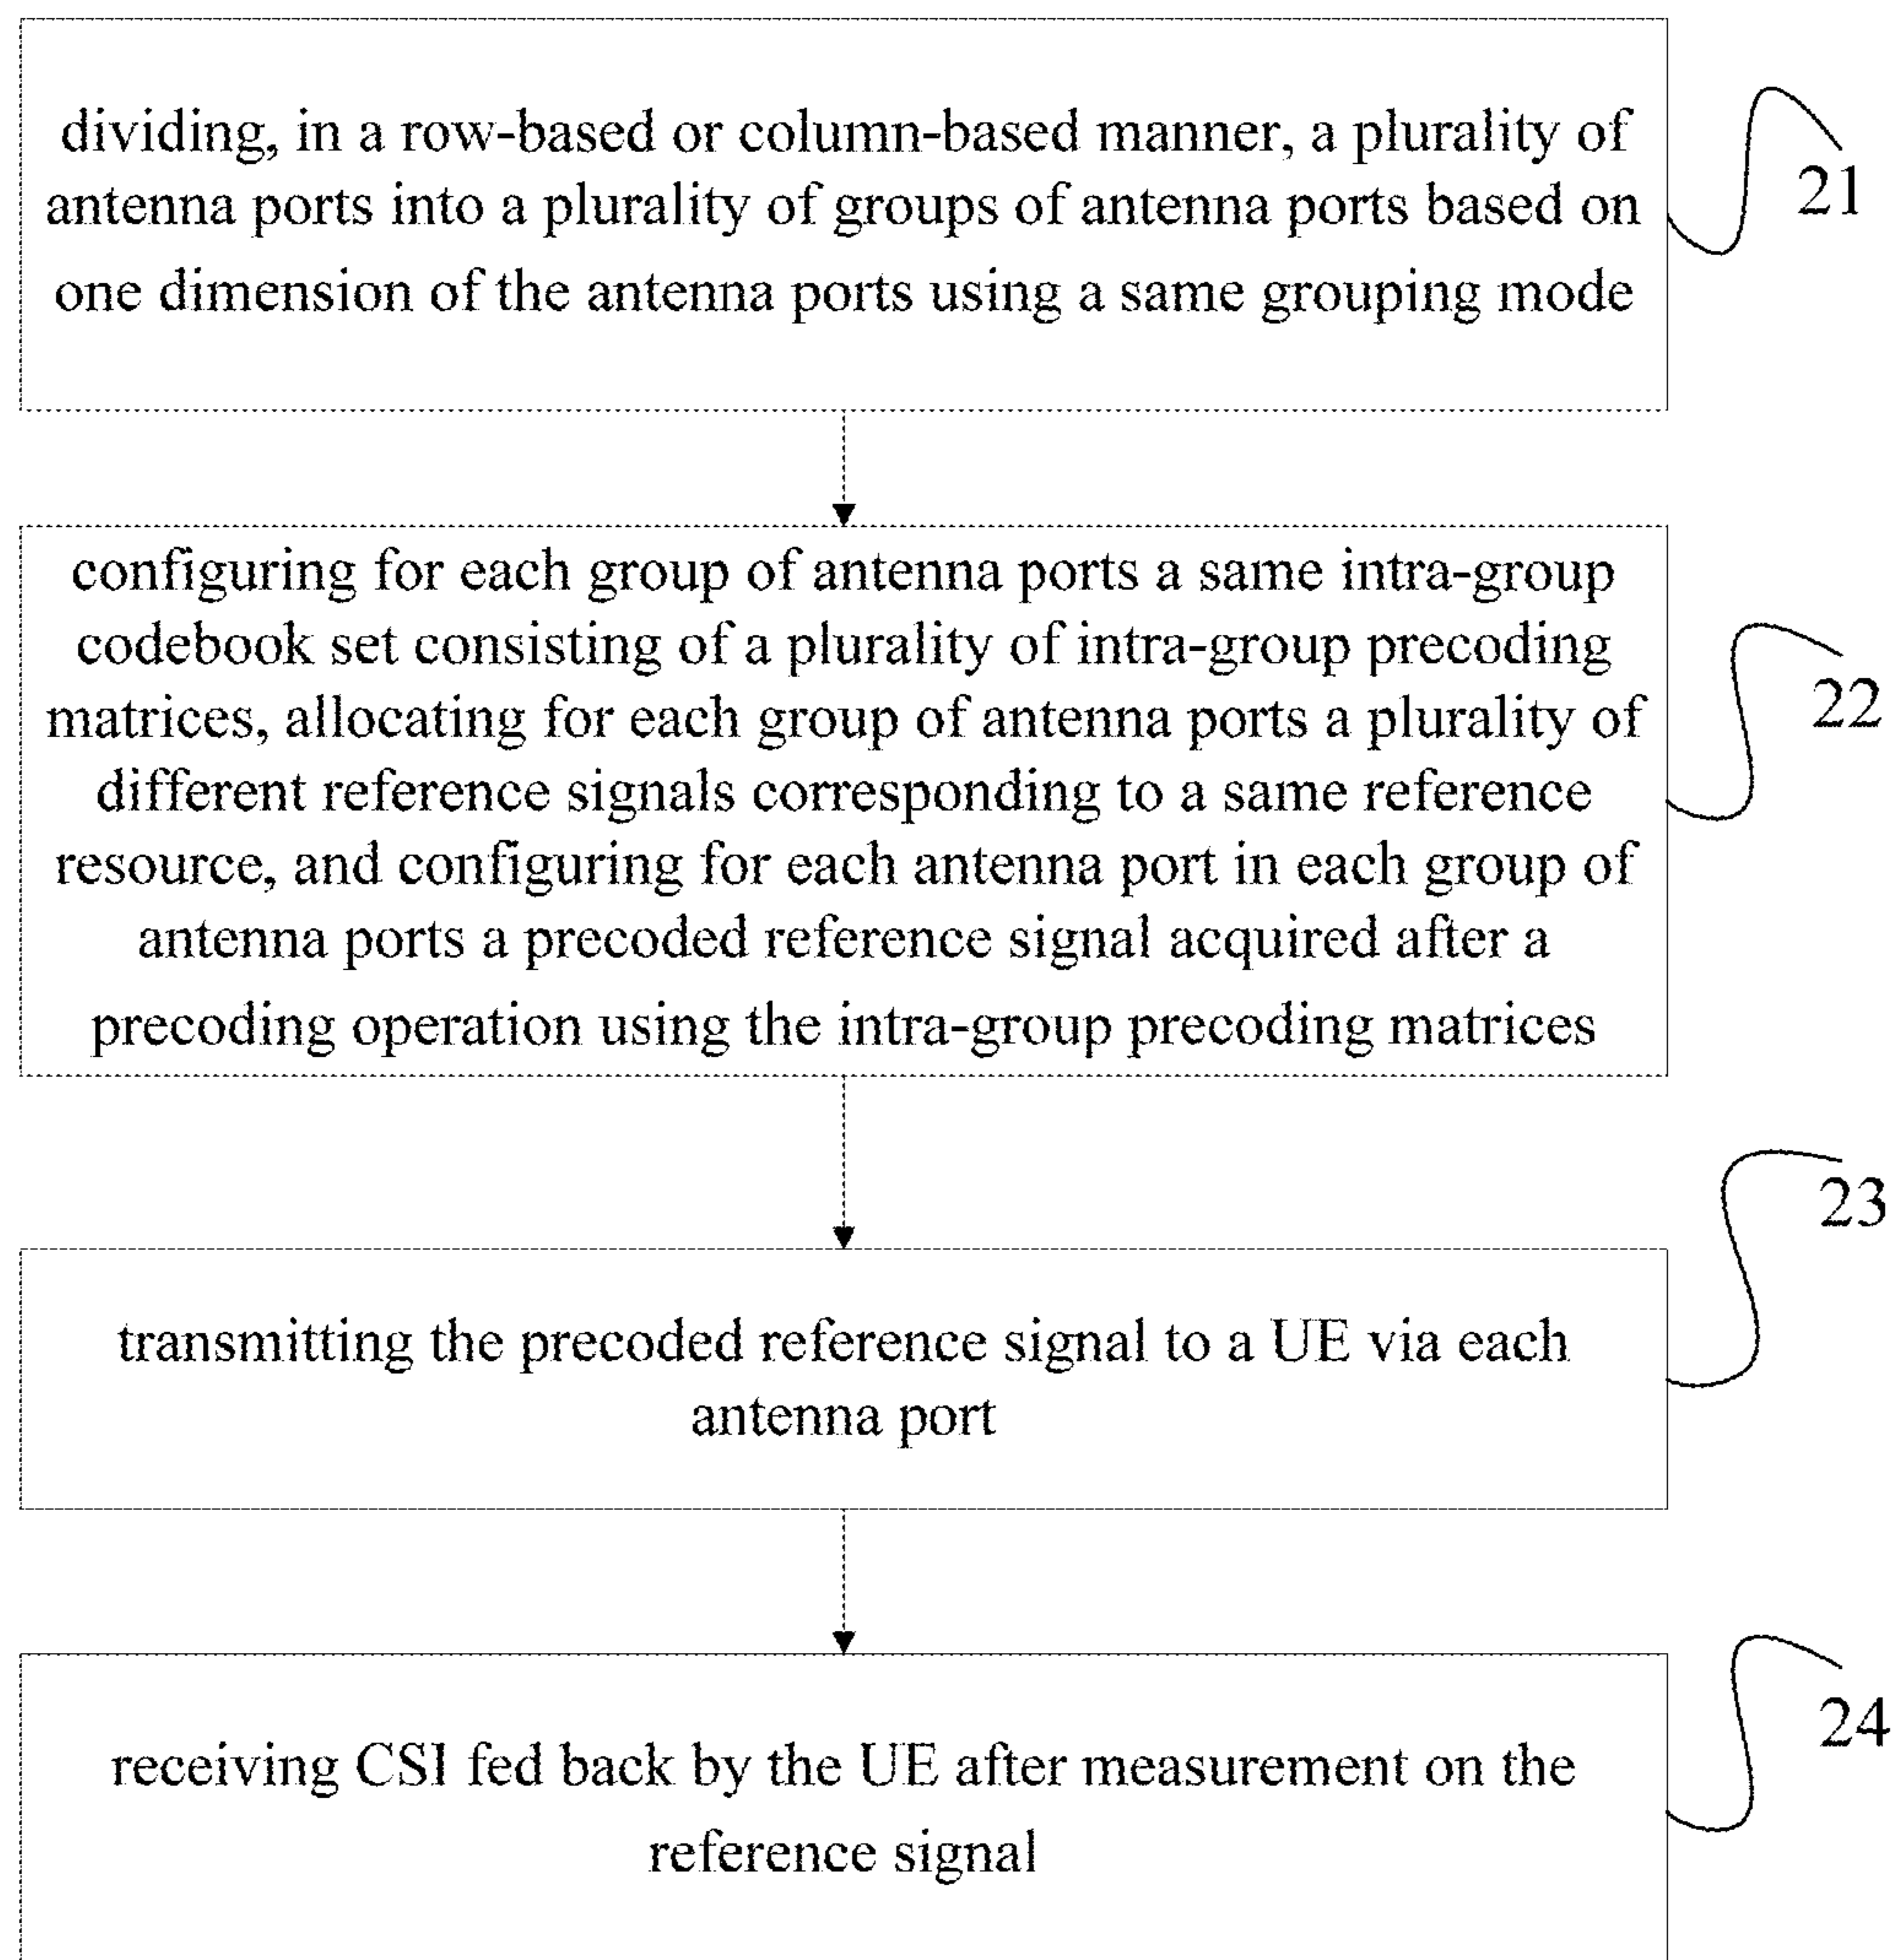 dividing, in a row-based or column-based manner, a plurality of
antenna ports into a plurality of groups of antenna ports based on
one dimension of the antenna ports using a same grouping mode
21
configuring for each group of antenna ports a same intra-group
codebook set consisting of a plurality of intra-group precoding
matrices, allocating for each group of antenna ports a plurality of
different reference signals corresponding to a same reference
resource, and configuring for each antenna port in each group of
antenna ports a precoded reference signal acquired after a
precoding operation using the intra-group precoding matrices
22
transmitting the precoded reference signal to a UE via each
antenna port
23
receiving CSI fed back by the UE after measurement on the
reference signal
24